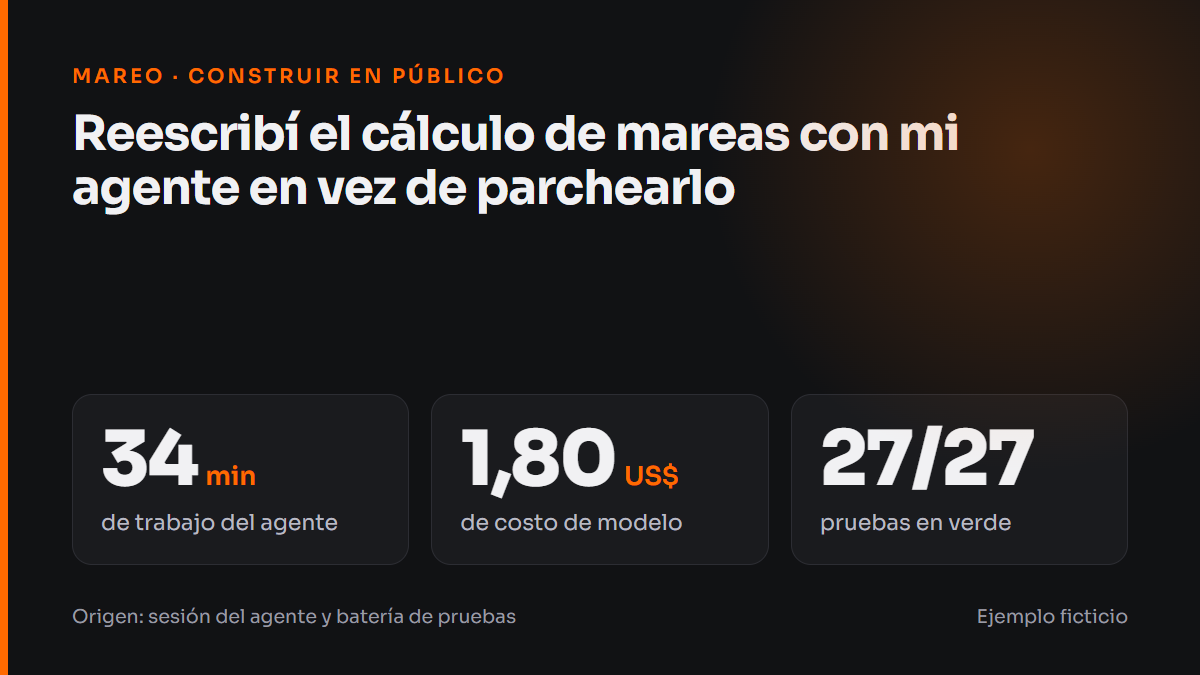 MAREO · CONSTRUIR EN PÚBLICO
Reescribí el cálculo de mareas con mi
agente en vez de parchearlo
34 min
de trabajo del agente
1,80 US$
de costo de modelo
27/27
pruebas en verde
Origen: sesión del agente y batería de pruebas
Ejemplo ficticio